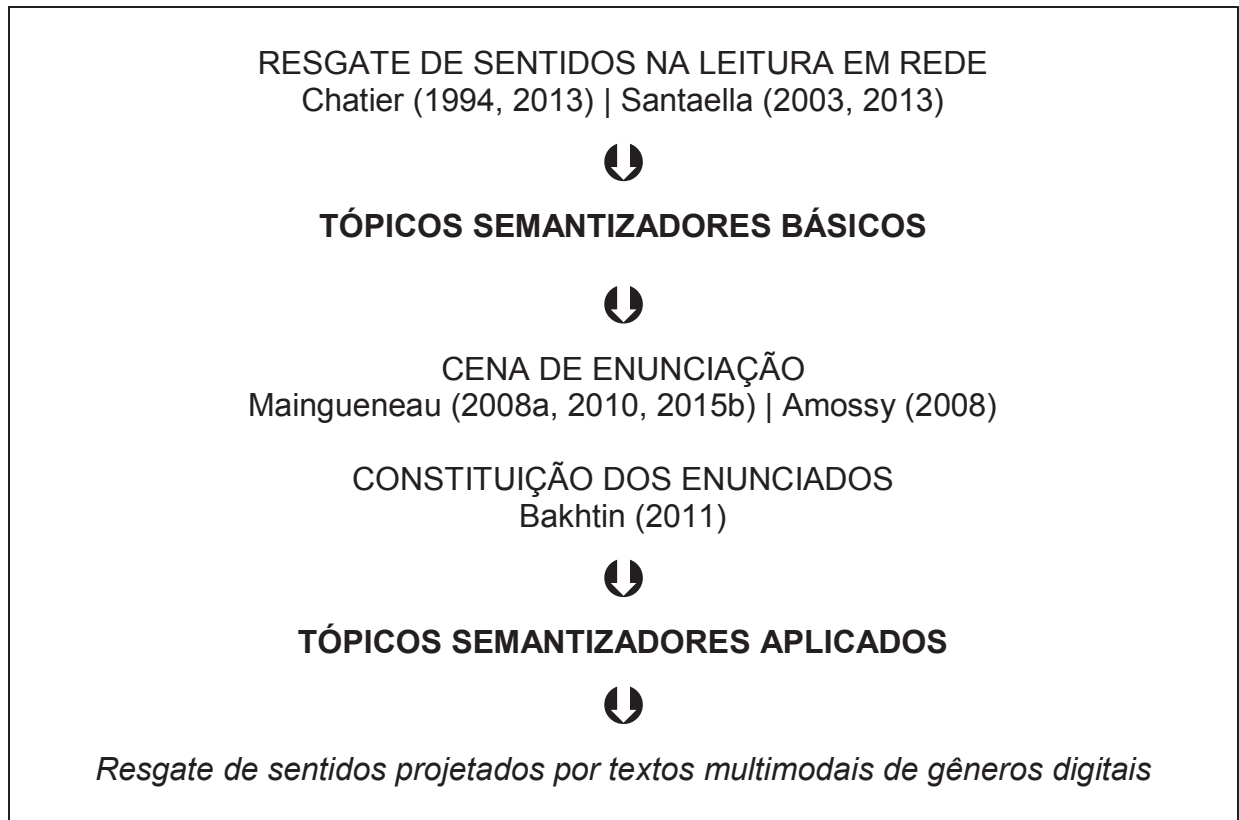 RESGATE DE SENTIDOS NA LEITURA EM REDE
Chatier (1994, 2013) | Santaella (2003, 2013)
TÓPICOS SEMANTIZADORES BÁSICOS
CENA DE ENUNCIAÇÃO
Maingueneau (2008a, 2010, 2015b) | Amossy (2008)
CONSTITUIÇÃO DOS ENUNCIADOS
Bakhtin (2011)
TÓPICOS SEMANTIZADORES APLICADOS
Resgate de sentidos projetados por textos multimodais de gêneros digitais